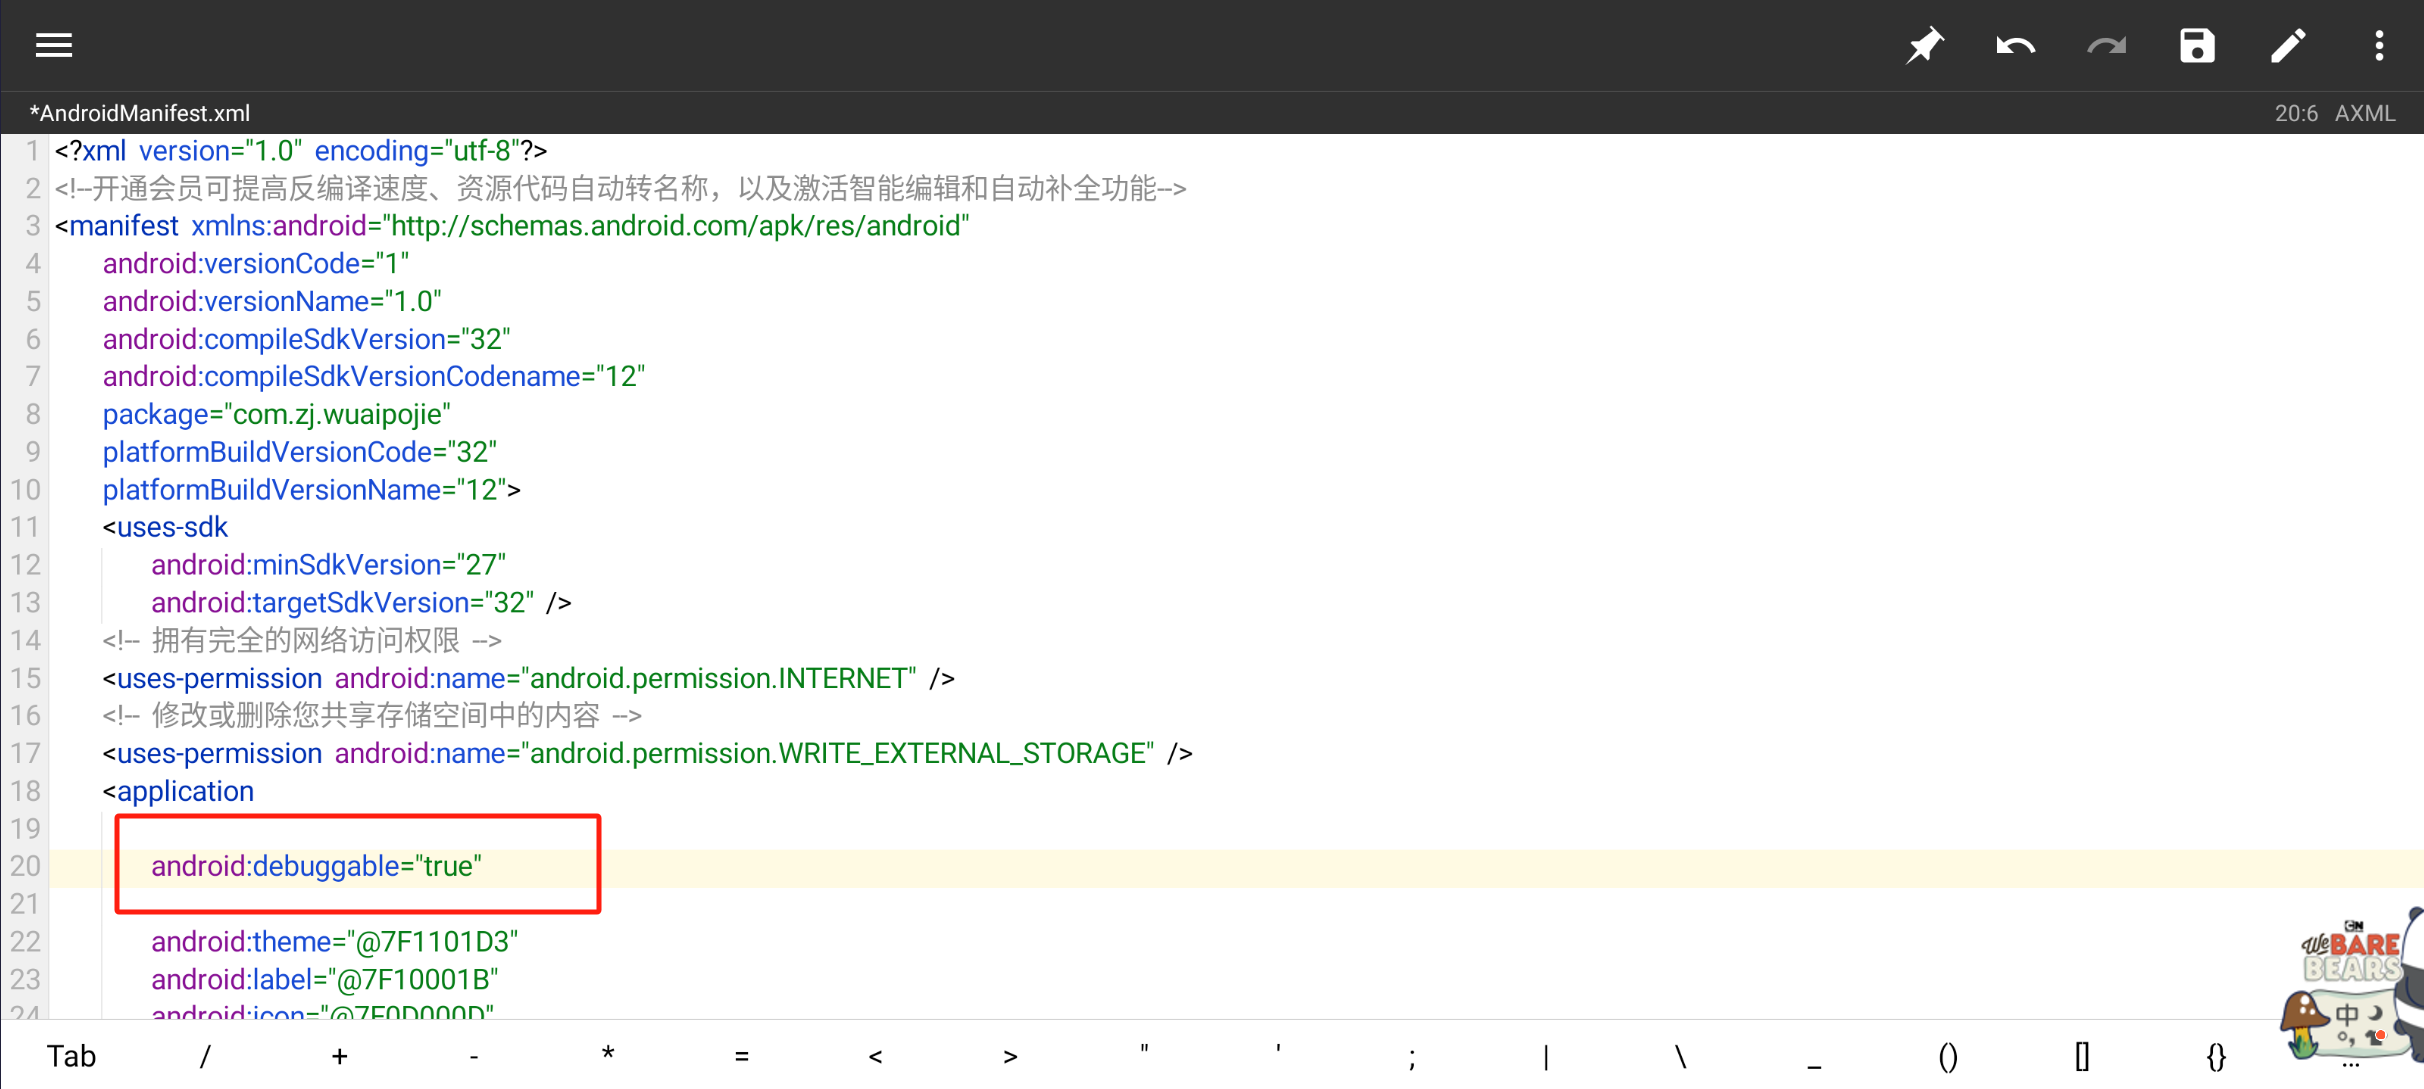 *AndroidManifest.xml
20:6 AXML
1 <?xml version="1.0" encoding="utf-8"?>
2 <!--开通会员可提高反编译速度、资源代码自动转名称，以及激活智能编辑和自动补全功能-->
3 <manifest xmlns:android="http://schemas.android.com/apk/res/android"
4 android:versionCode="1"
5 android:versionName="1.0"
6 android:compileSdkVersion="32"
7 android:compileSdkVersionCodename="12"
8 package="com.zj.wuaipojie"
9 platformBuildVersionCode="32"
10 platformBuildVersionName="12">
11 <uses-sdk
12 android:minSdkVersion="27"
13 android:targetSdkVersion="32" />
14 <!-- 拥有完全的网络访问权限 -->
15 <uses-permission android:name="android.permission.INTERNET" />
16 <!-- 修改或删除您共享存储空间中的内容 -->
17 <uses-permission android:name="android.permission.WRITE_EXTERNAL_STORAGE" />
18 <application
19
20 android:debuggable="true"
21
22 android:theme="@7F1101D3"
23 android:label="@7F10001B"
24 android:icon="@7F0D000D"
CN
We BARE
BEARS
中
Tab / + - * = < > " ' ; | \ _ () [] {} ...